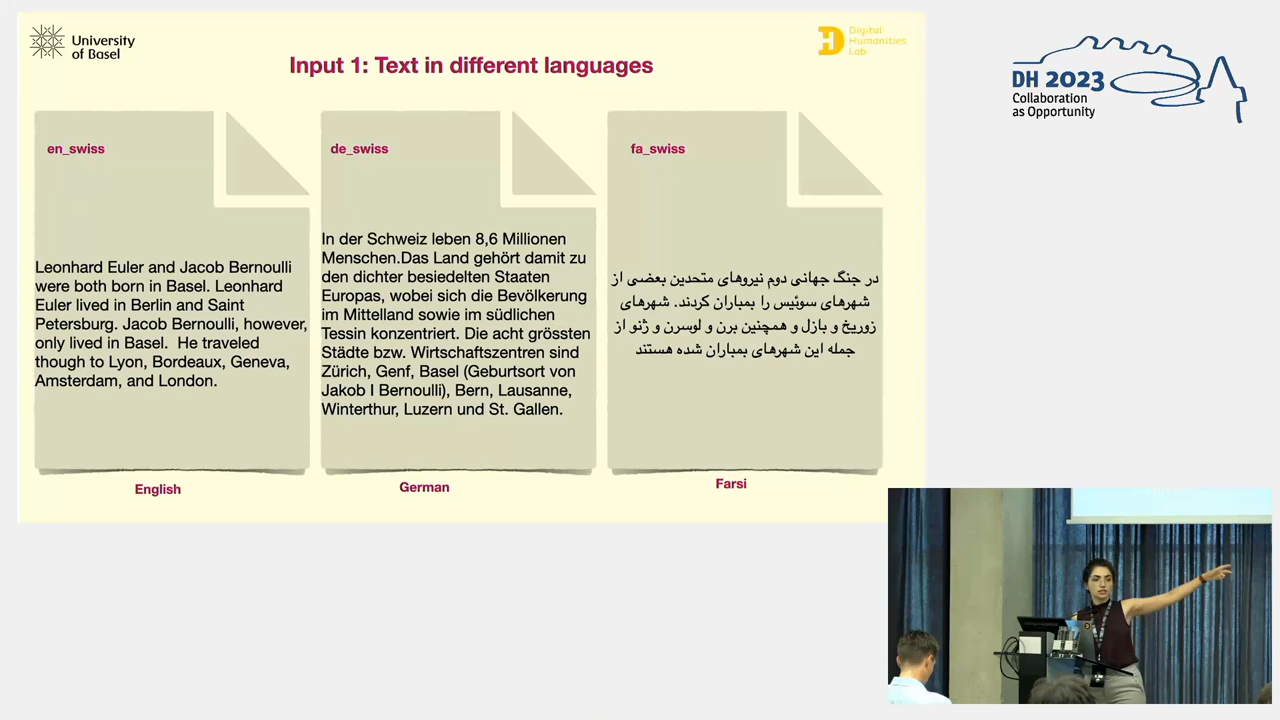 University
of Basel
Digital
Humanities
Lab
Input 1: Text in different languages
DH 2023
Collaboration
as Opportunity
en_swiss
Leonhard Euler and Jacob Bernoulli
were both born in Basel. Leonhard
Euler lived in Berlin and Saint
Petersburg. Jacob Bernoulli, however,
only lived in Basel.  He traveled
though to Lyon, Bordeaux, Geneva,
Amsterdam, and London.
English
de_swiss
In der Schweiz leben 8,6 Millionen
Menschen.Das Land gehört damit zu
den dichter besiedelten Staaten
Europas, wobei sich die Bevölkerung
im Mittelland sowie im südlichen
Tessin konzentriert. Die acht grössten
Städte bzw. Wirtschaftszentren sind
Zürich, Genf, Basel (Geburtsort von
Jakob I Bernoulli), Bern, Lausanne,
Winterthur, Luzern und St. Gallen.
German
fa_swiss
در جنگ جهانی دوم نیروهای متحدین بعضی از
شهرهای سوئیس را بمباران کردند. شهرهای
زوریخ و بازل و همچنین برن و لوسرن و ژنو از
جمله این شهرهای بمباران شده هستند
Farsi